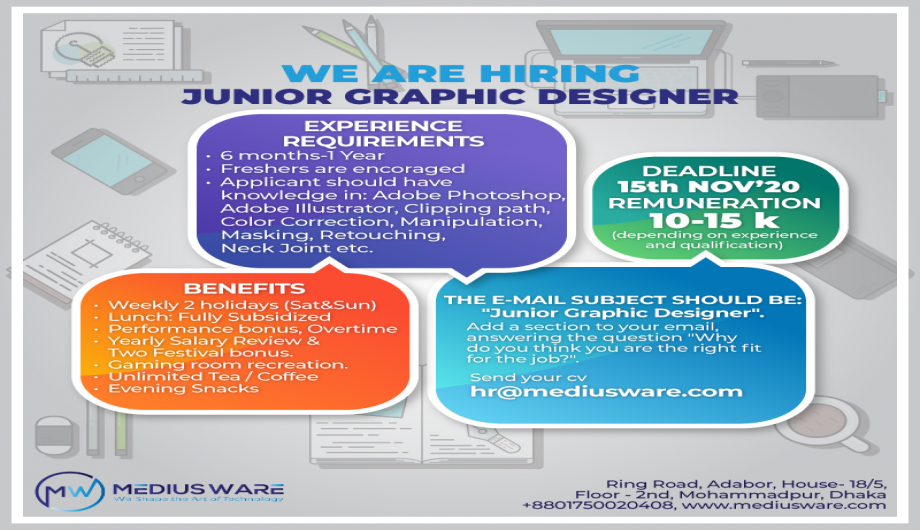 WE ARE HIRING
JUNIOR GRAPHIC DESIGNER
EXPERIENCE
REQUIREMENTS
• 6 months-1 Year
• Freshers are encoraged
• Applicant should have
knowledge in: Adobe Photoshop,
Adobe Illustrator, Clipping path,
Color Correction, Manipulation,
Masking, Retouching,
Neck Joint etc.
DEADLINE
15th NOV'20
REMUNERATION
10-15 k
(depending on experience
and qualification)
BENEFITS
• Weekly 2 holidays (Sat&Sun)
• Lunch: Fully Subsidized
• Performance bonus, Overtime
• Yearly Salary Review &
Two Festival bonus.
• Gaming room recreation.
• Unlimited Tea / Coffee
• Evening Snacks
THE E-MAIL SUBJECT SHOULD BE:
"Junior Graphic Designer".
Add a section to your email,
answering the question "Why
do you think you are the right fit
for the job?".
Send your cv
hr@mediusware.com
MW MEDIUSWARE
We Shape the Art of Technology
Ring Road, Adabor, House- 18/5,
Floor - 2nd, Mohammadpur, Dhaka
+8801750020408, www.mediusware.com